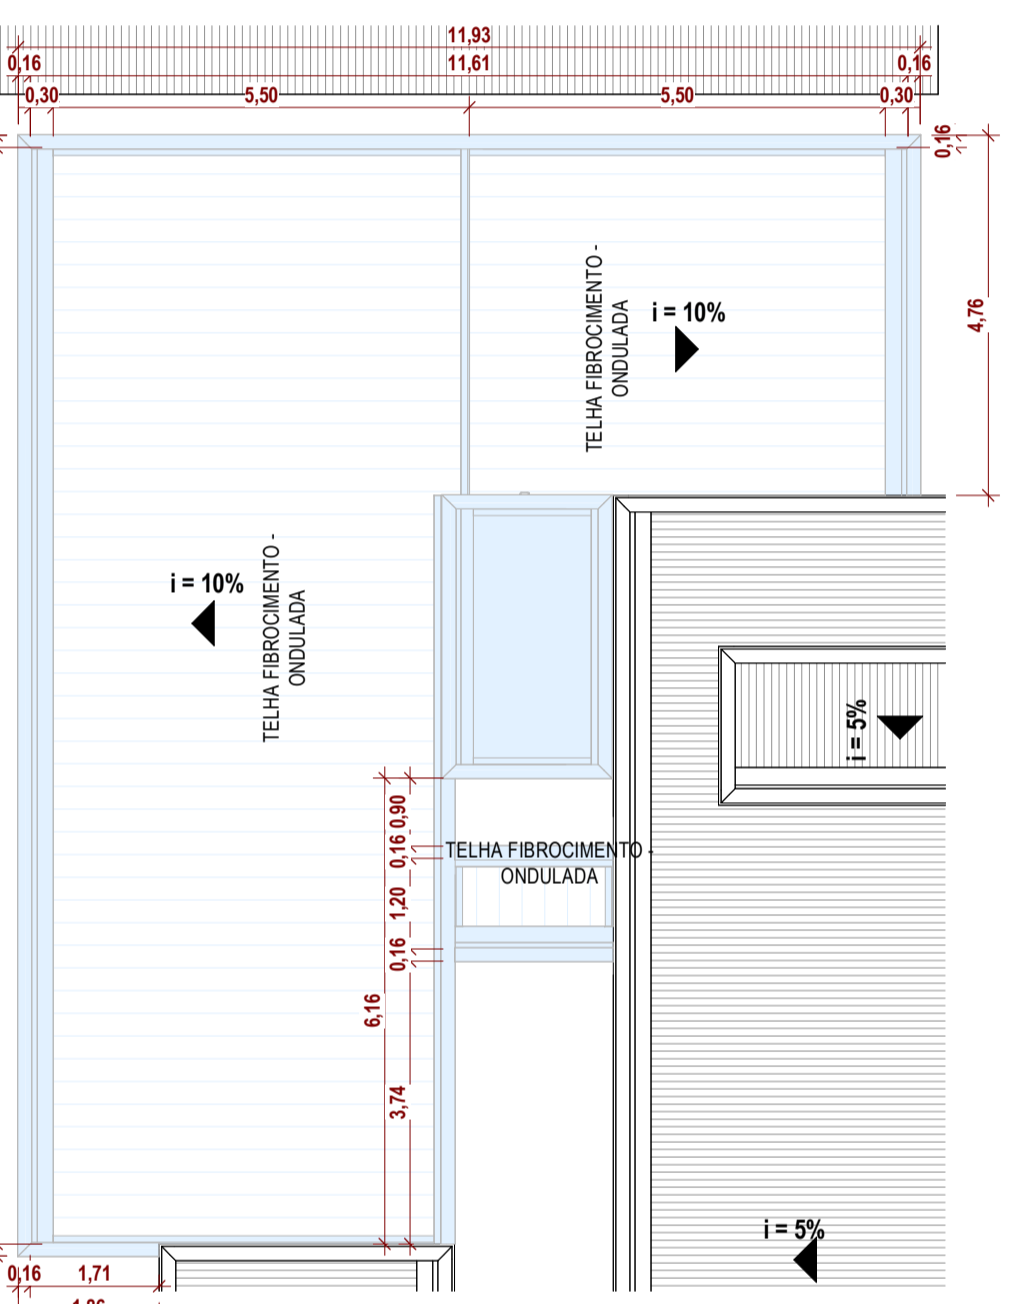 11,93
0,16 11,61 0,16
0,30 5,50 5,50 0,30
0,16
4,76
TELHA FIBROCIMENTO -
ONDULADA
i = 10%
i = 10%
TELHA FIBROCIMENTO -
ONDULADA
i = 5%
0,90
0,16
TELHA FIBROCIMENTO -
ONDULADA
1,20
0,16
6,16
3,74
i = 5%
0,16 1,71